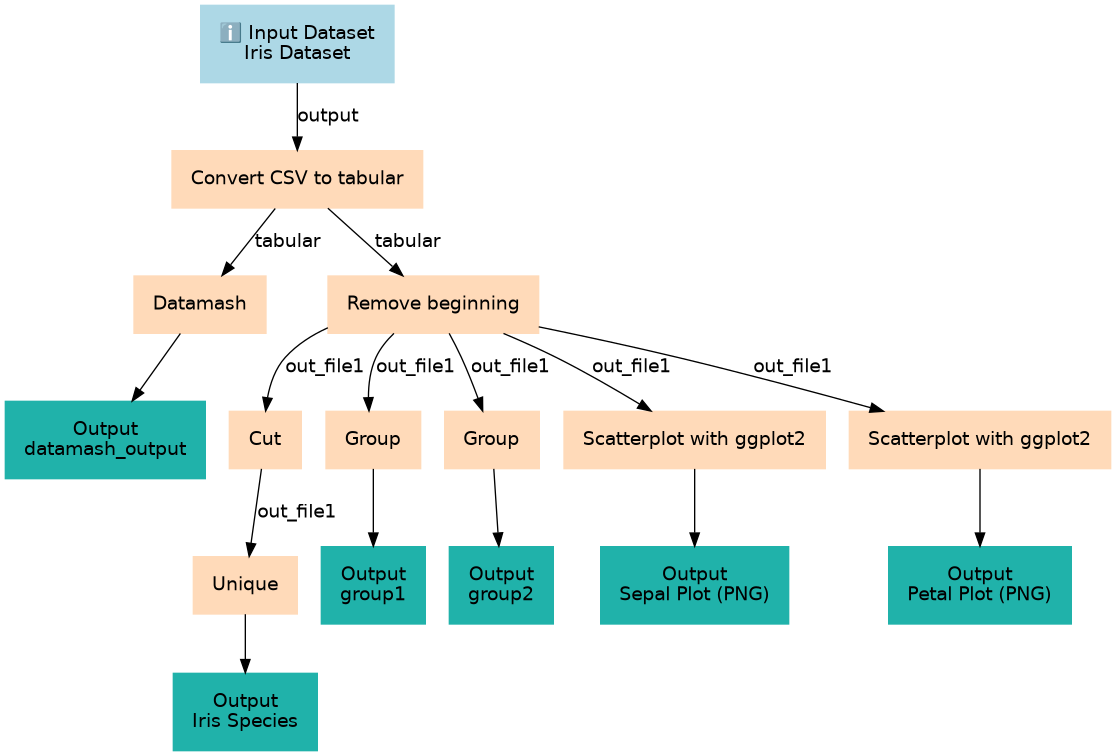 ℹ️ Input Dataset
Iris Dataset
output
Convert CSV to tabular
tabular
tabular
Datamash
Remove beginning
out_file1
out_file1
out_file1
out_file1
out_file1
Output
datamash_output
Cut
Group
Group
Scatterplot with ggplot2
Scatterplot with ggplot2
out_file1
Unique
Output
group1
Output
group2
Output
Sepal Plot (PNG)
Output
Petal Plot (PNG)
Output
Iris Species